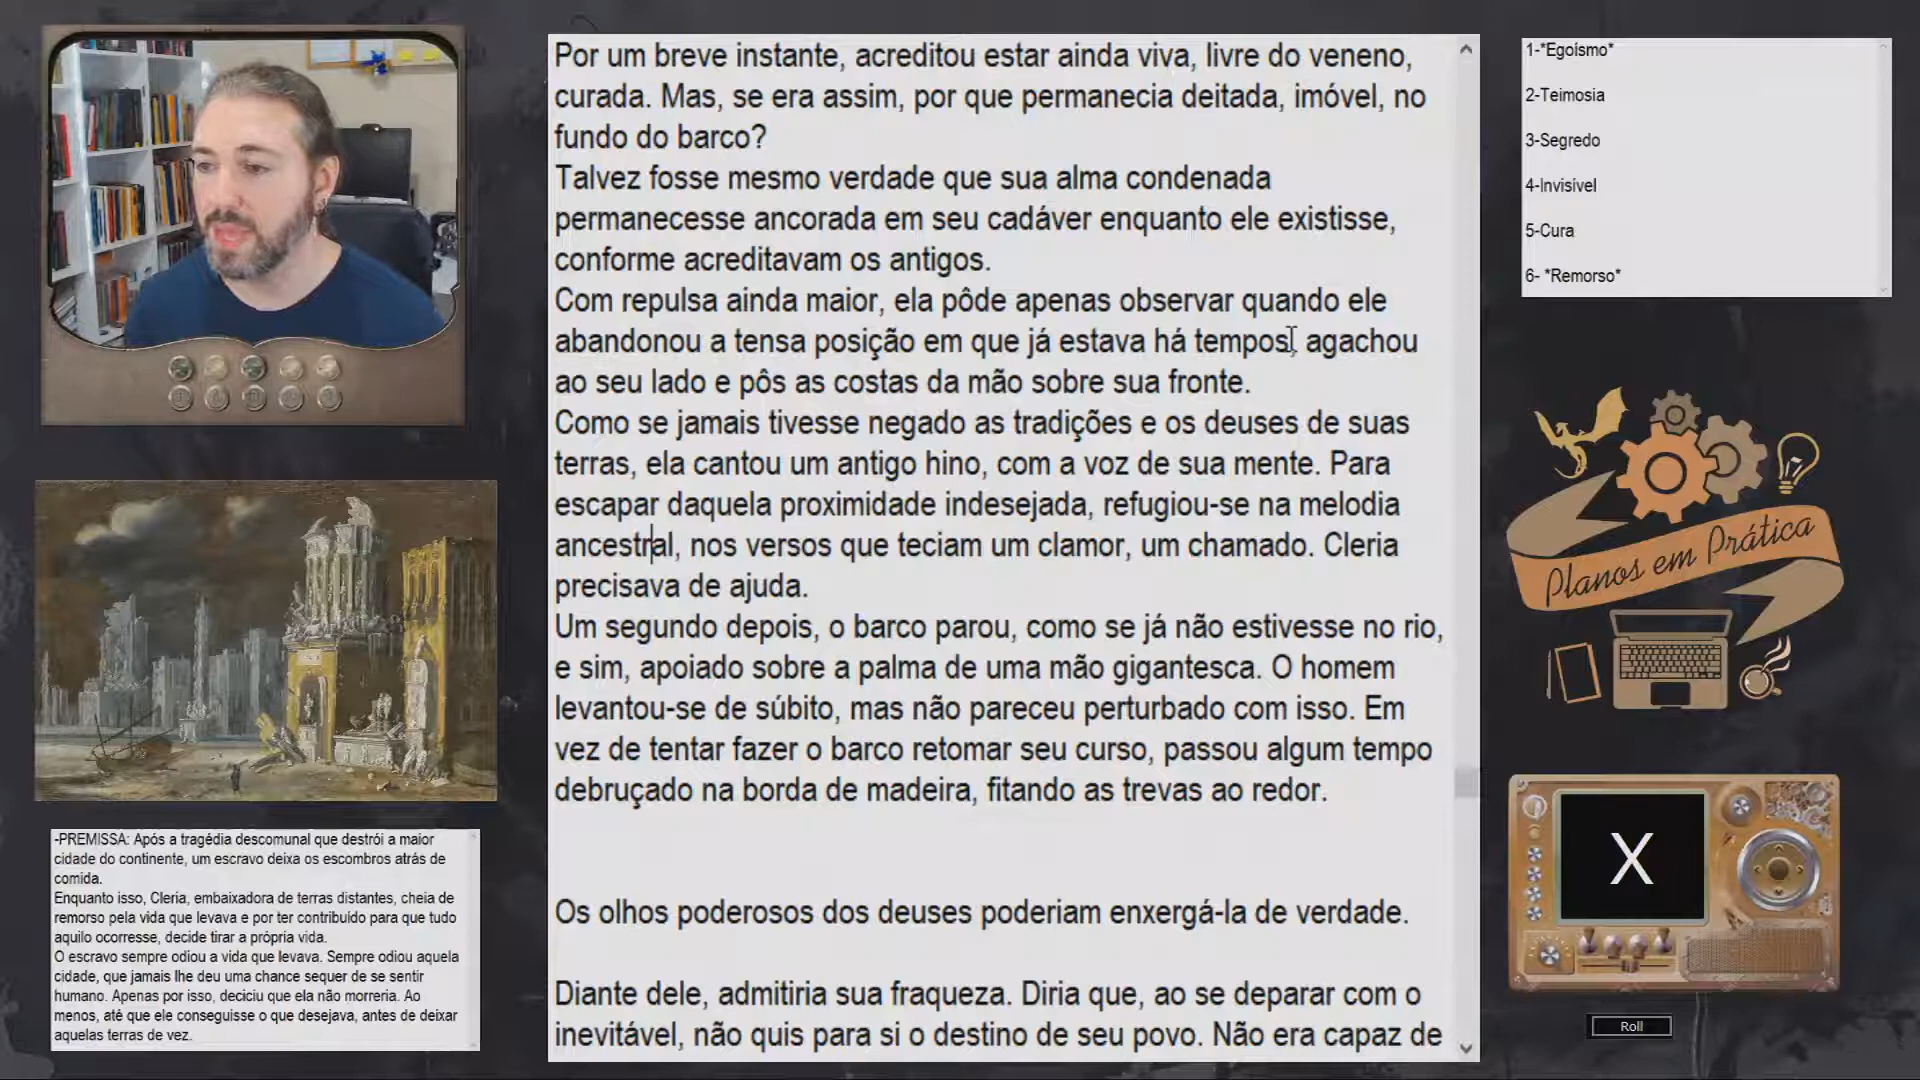 Por um breve instante, acreditou estar ainda viva, livre do veneno,
curada. Mas, se era assim, por que permanecia deitada, imóvel, no
fundo do barco?
Talvez fosse mesmo verdade que sua alma condenada
permanecesse ancorada em seu cadáver enquanto ele existisse,
conforme acreditavam os antigos.
Com repulsa ainda maior, ela pôde apenas observar quando ele
abandonou a tensa posição em que já estava há tempos, agachou
ao seu lado e pôs as costas da mão sobre sua fronte.
Como se jamais tivesse negado as tradições e os deuses de suas
terras, ela cantou um antigo hino, com a voz de sua mente. Para
escapar daquela proximidade indesejada, refugiou-se na melodia
ancestral, nos versos que teciam um clamor, um chamado. Cleria
precisava de ajuda.
Um segundo depois, o barco parou, como se já não estivesse no rio,
e sim, apoiado sobre a palma de uma mão gigantesca. O homem
levantou-se de súbito, mas não pareceu perturbado com isso. Em
vez de tentar fazer o barco retomar seu curso, passou algum tempo
debruçado na borda de madeira, fitando as trevas ao redor.
Os olhos poderosos dos deuses poderiam enxergá-la de verdade.
Diante dele, admitiria sua fraqueza. Diria que, ao se deparar com o
inevitável, não quis para si o destino de seu povo. Não era capaz de
1-*Egoísmo*
2-Teimosia
3-Segredo
4-Invisível
5-Cura
6- *Remorso*
Planos em Prática
X
Roll
-PREMISSA: Após a tragédia descomunal que destrói a maior
cidade do continente, um escravo deixa os escombros atrás de
comida.
Enquanto isso, Cleria, embaixadora de terras distantes, cheia de
remorso pela vida que levava e por ter contribuído para que tudo
aquilo ocorresse, decide tirar a própria vida.
O escravo sempre odiou a vida que levava. Sempre odiou aquela
cidade, que jamais lhe deu uma chance sequer de se sentir
humano. Apenas por isso, deciciu que ela não morreria. Ao
menos, até que ele conseguisse o que desejava, antes de deixar
aquelas terras de vez.